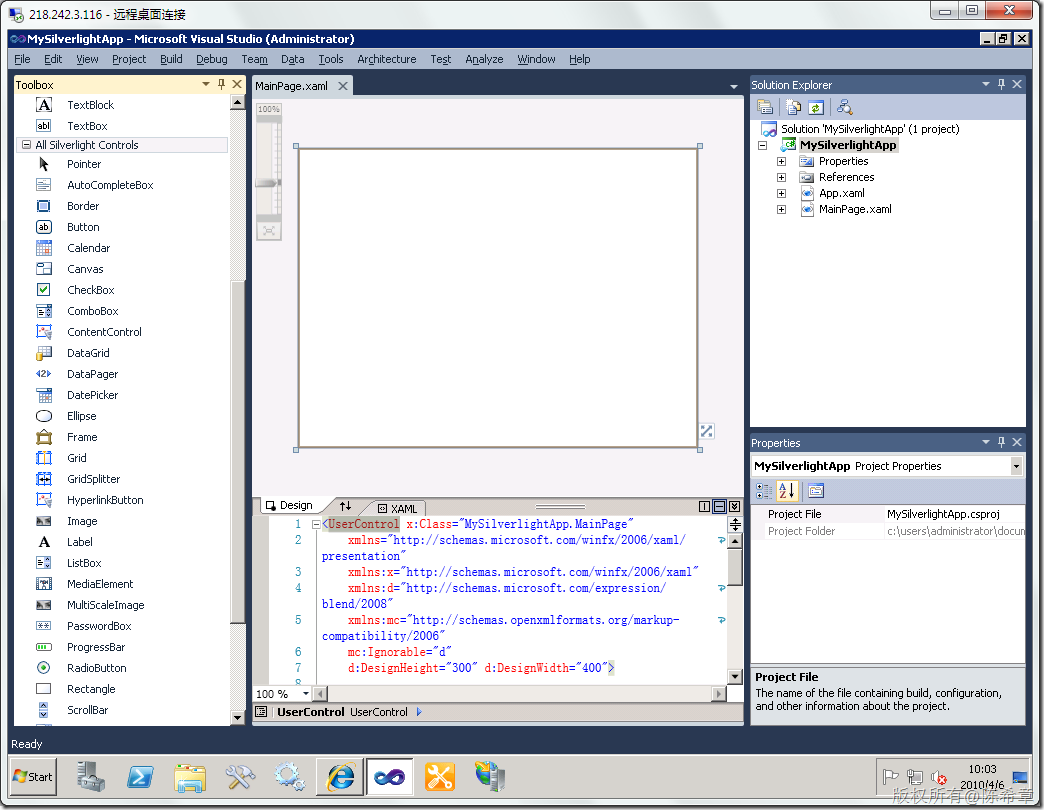 218.242.3.116 - 远程桌面连接
MySilverlightApp - Microsoft Visual Studio (Administrator)
File Edit View Project Build Debug Team Data Tools Architecture Test Analyze Window Help
Toolbox
TextBlock
TextBox
All Silverlight Controls
Pointer
AutoCompleteBox
Border
Button
Calendar
Canvas
CheckBox
ComboBox
ContentControl
DataGrid
DataPager
DatePicker
Ellipse
Frame
Grid
GridSplitter
HyperlinkButton
Image
Label
ListBox
MediaElement
MultiScaleImage
PasswordBox
ProgressBar
RadioButton
Rectangle
ScrollBar
MainPage.xaml
100%
Design
XAML
1 <UserControl x:Class="MySilverlightApp.MainPage"
2 xmlns="http://schemas.microsoft.com/winfx/2006/xaml/
presentation"
3 xmlns:x="http://schemas.microsoft.com/winfx/2006/xaml"
4 xmlns:d="http://schemas.microsoft.com/expression/
blend/2008"
5 xmlns:mc="http://schemas.openxmlformats.org/markup-
compatibility/2006"
6 mc:Ignorable="d"
7 d:DesignHeight="300" d:DesignWidth="400">
8
100 %
UserControl UserControl
Solution Explorer
Solution 'MySilverlightApp' (1 project)
MySilverlightApp
Properties
References
App.xaml
MainPage.xaml
Properties
MySilverlightApp Project Properties
Project File MySilverlightApp.csproj
Project Folder c:\users\administrator\docum
Project File
The name of the file containing build, configuration,
and other information about the project.
Ready
Start
10:03
2010/4/6
版权所有@陈希章